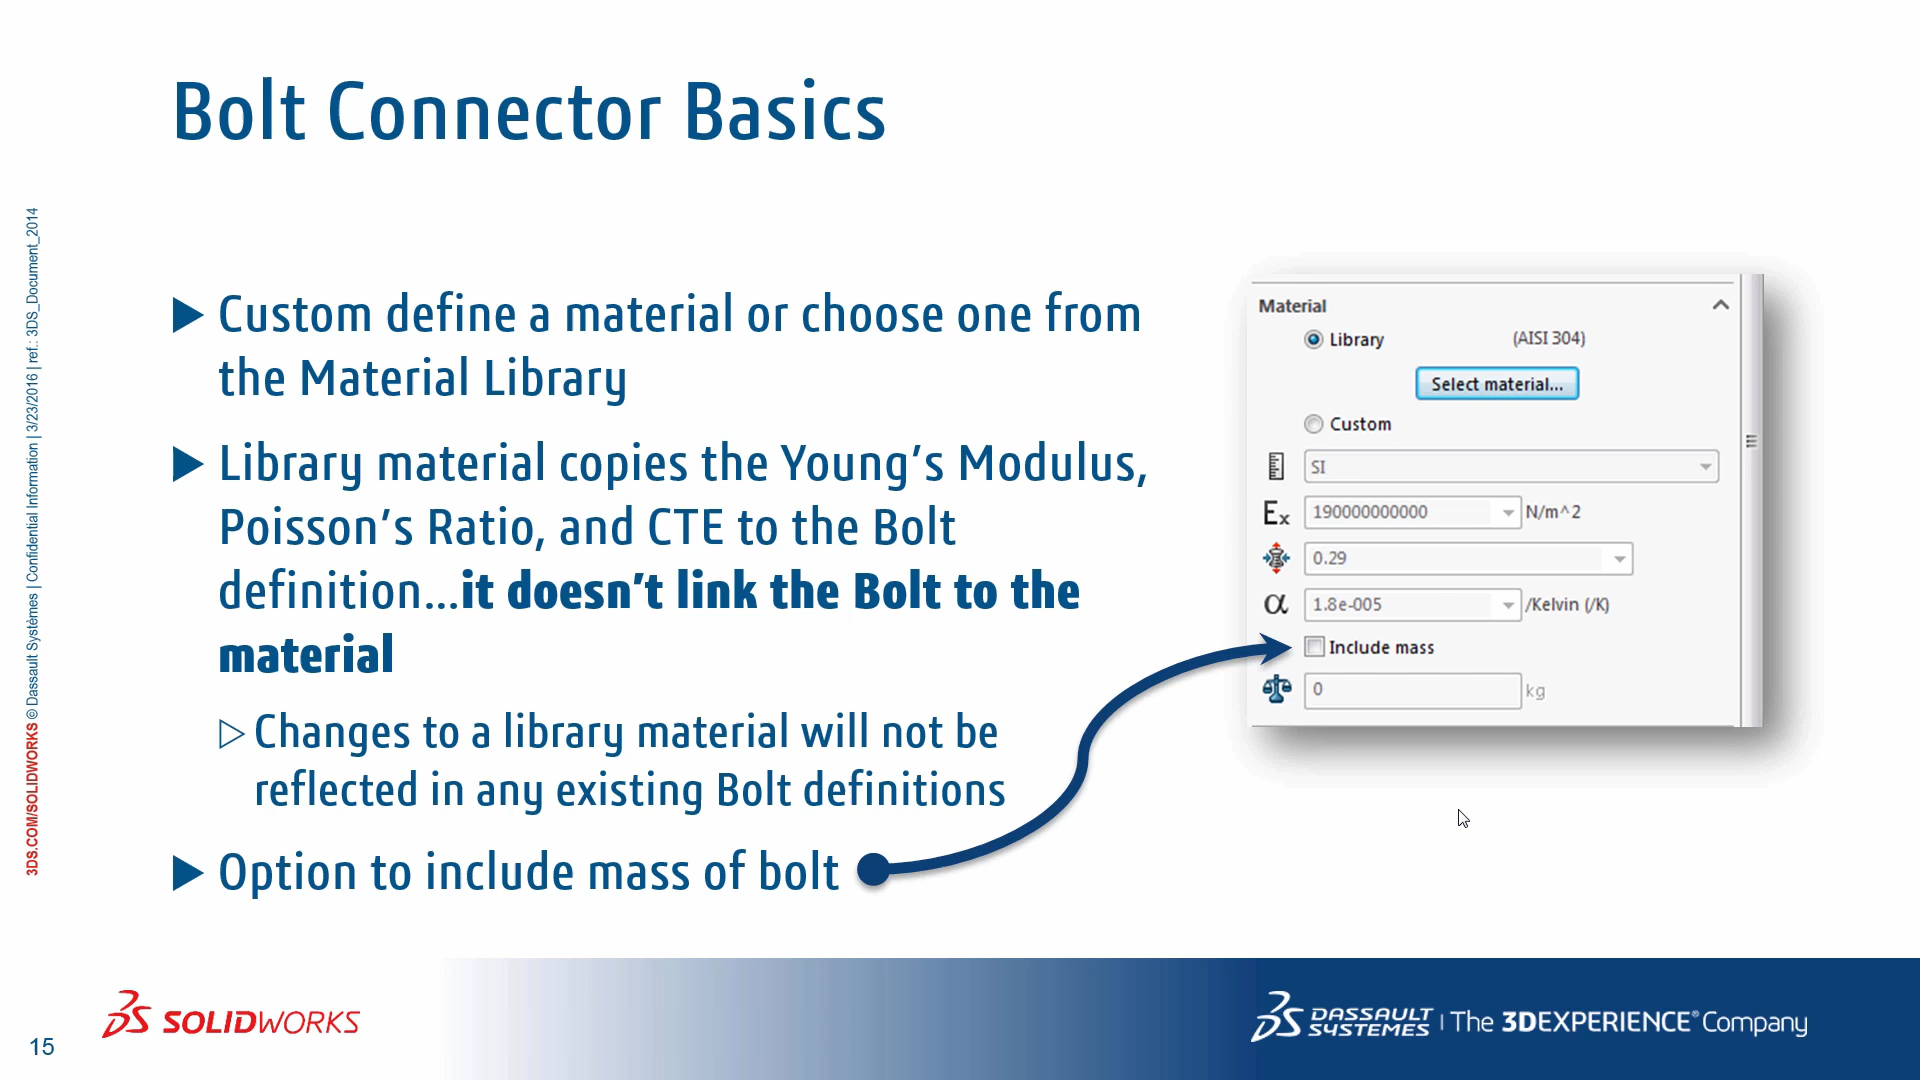 Bolt Connector Basics
3DS.COM/SOLIDWORKS © Dassault Systèmes | Confidential Information | 3/23/2016 | ref.: 3DS_Document_2014
Custom define a material or choose one from
the Material Library
Library material copies the Young's Modulus,
Poisson's Ratio, and CTE to the Bolt
definition...it doesn't link the Bolt to the
material
Changes to a library material will not be
reflected in any existing Bolt definitions
Option to include mass of bolt
Material
Library (AISI 304)
Select material...
Custom
SI
Ex 190000000000 N/m^2
0.29
α 1.8e-005 /Kelvin (/K)
Include mass
0 kg
SOLIDWORKS
DASSAULT SYSTEMES | The 3DEXPERIENCE® Company
15